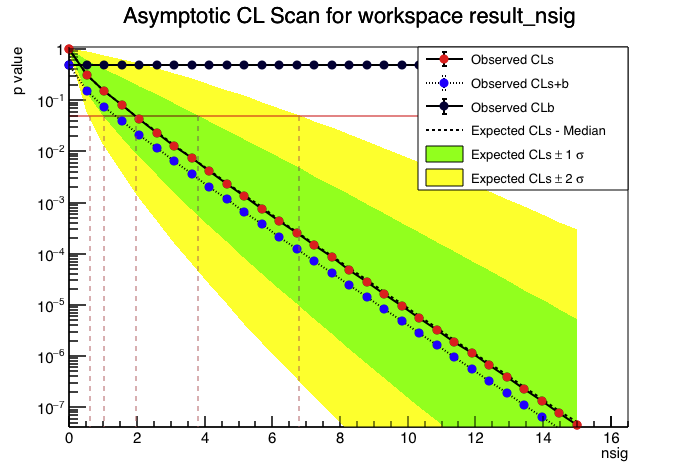 Asymptotic CL Scan for workspace result_nsig
p value
1
10⁻¹
10⁻²
10⁻³
10⁻⁴
10⁻⁵
10⁻⁶
10⁻⁷
Observed CLs
Observed CLs+b
Observed CLb
Expected CLs - Median
Expected CLs ± 1 σ
Expected CLs ± 2 σ
0 2 4 6 8 10 12 14 16
nsig